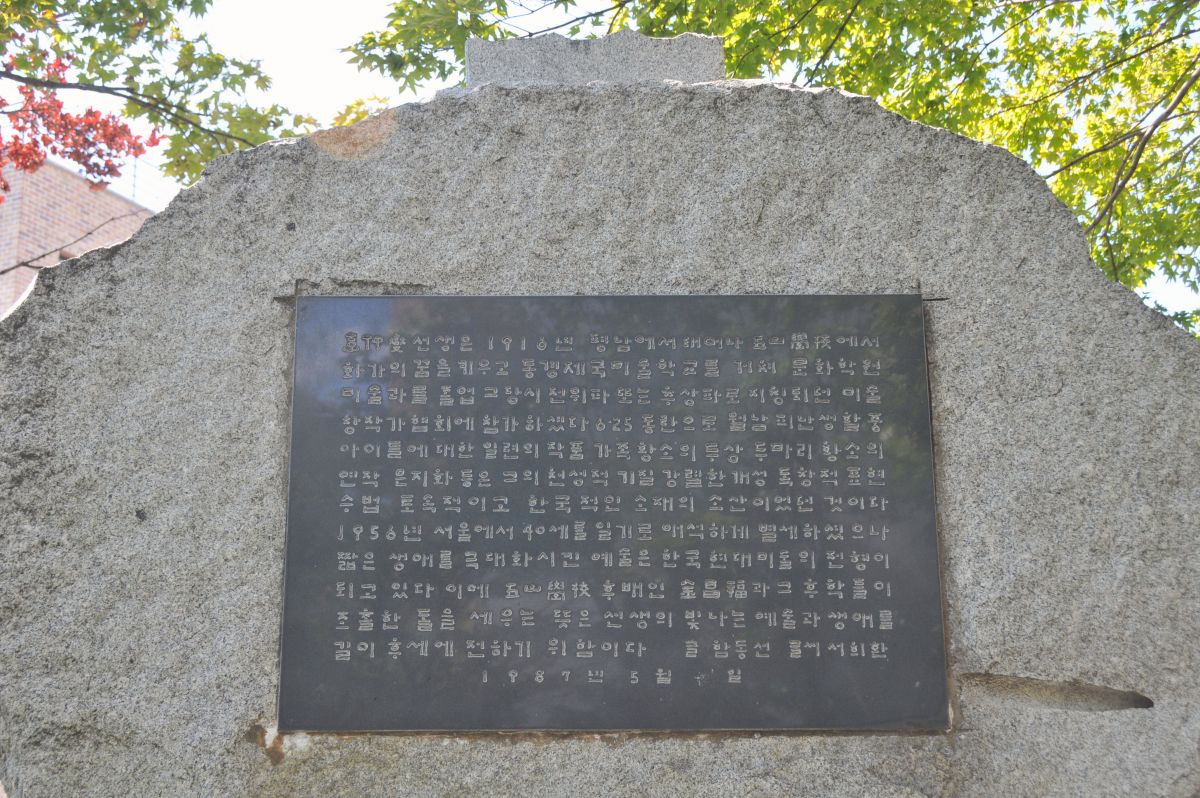 선생은 1916년 평남에서 태어나 五山學校에서
화가의 꿈을 키우고 동경제국미술학교를 거쳐 문화학원
미술과를 졸업 그 당시 전위파 또는 추상파로 지칭되던 미술
창작가협회에 참가하셨다 6.25 동란으로 월남 피난생활 중
아이들에 대한 일련의 작품 가족 황소의 투상 두마리 황소의
연작 은지화 등은 그의 천성적 기질 강렬한 개성 독창적 표현
수법 토속적이고 한국적인 소재의 소산이었던 것이다
1956년 서울에서 40세를 일기로 애석하게 별세하셨으나
짧은 생애를 극대화시킨 예술은 한국현대미술의 전형이
되고 있다 이에 五山學校 후배인 金昌福과 그 후학들이
조촐한 돌을 세우는 뜻은 선생의 빛나는 예술과 생애를
길이 후세에 전하기 위함이다 글 함동선 글씨 서희환
1987년 5월 일